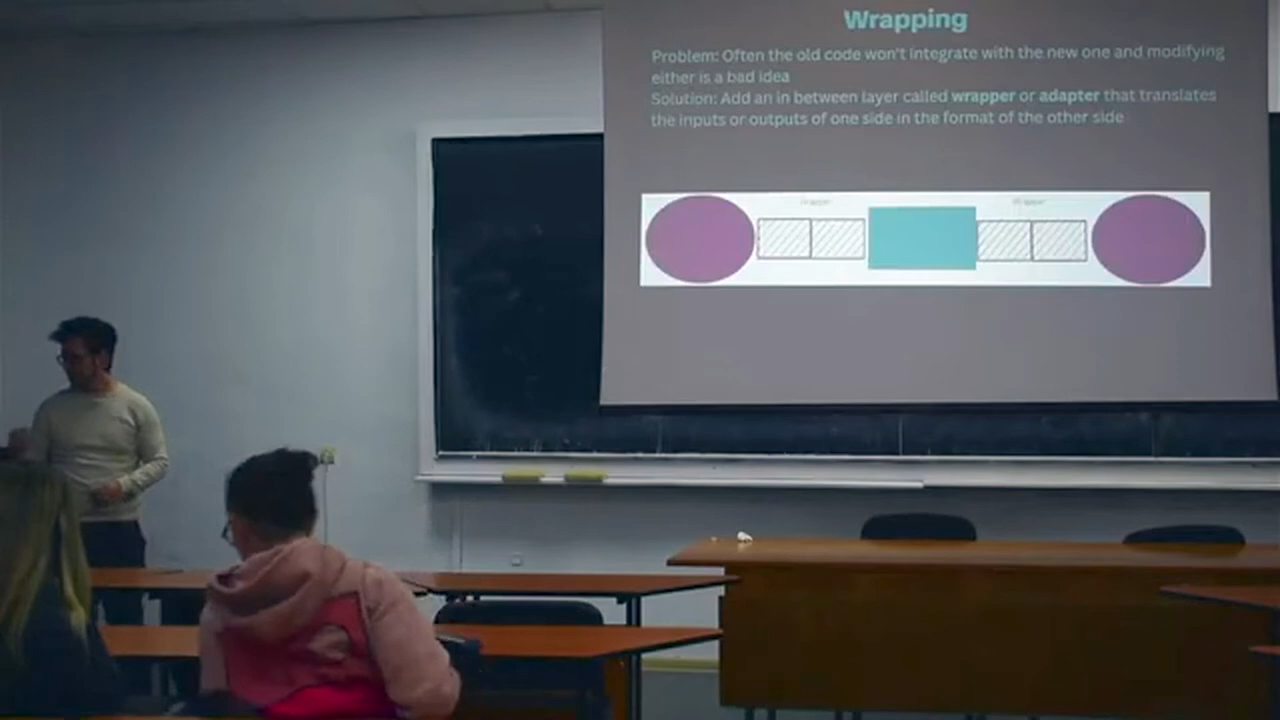 Wrapping
Problem: Often the old code won't integrate with the new one and modifying
either is a bad idea
Solution: Add an in between layer called wrapper or adapter that translates
the inputs or outputs of one side in the format of the other side
Wrapper Wrapper